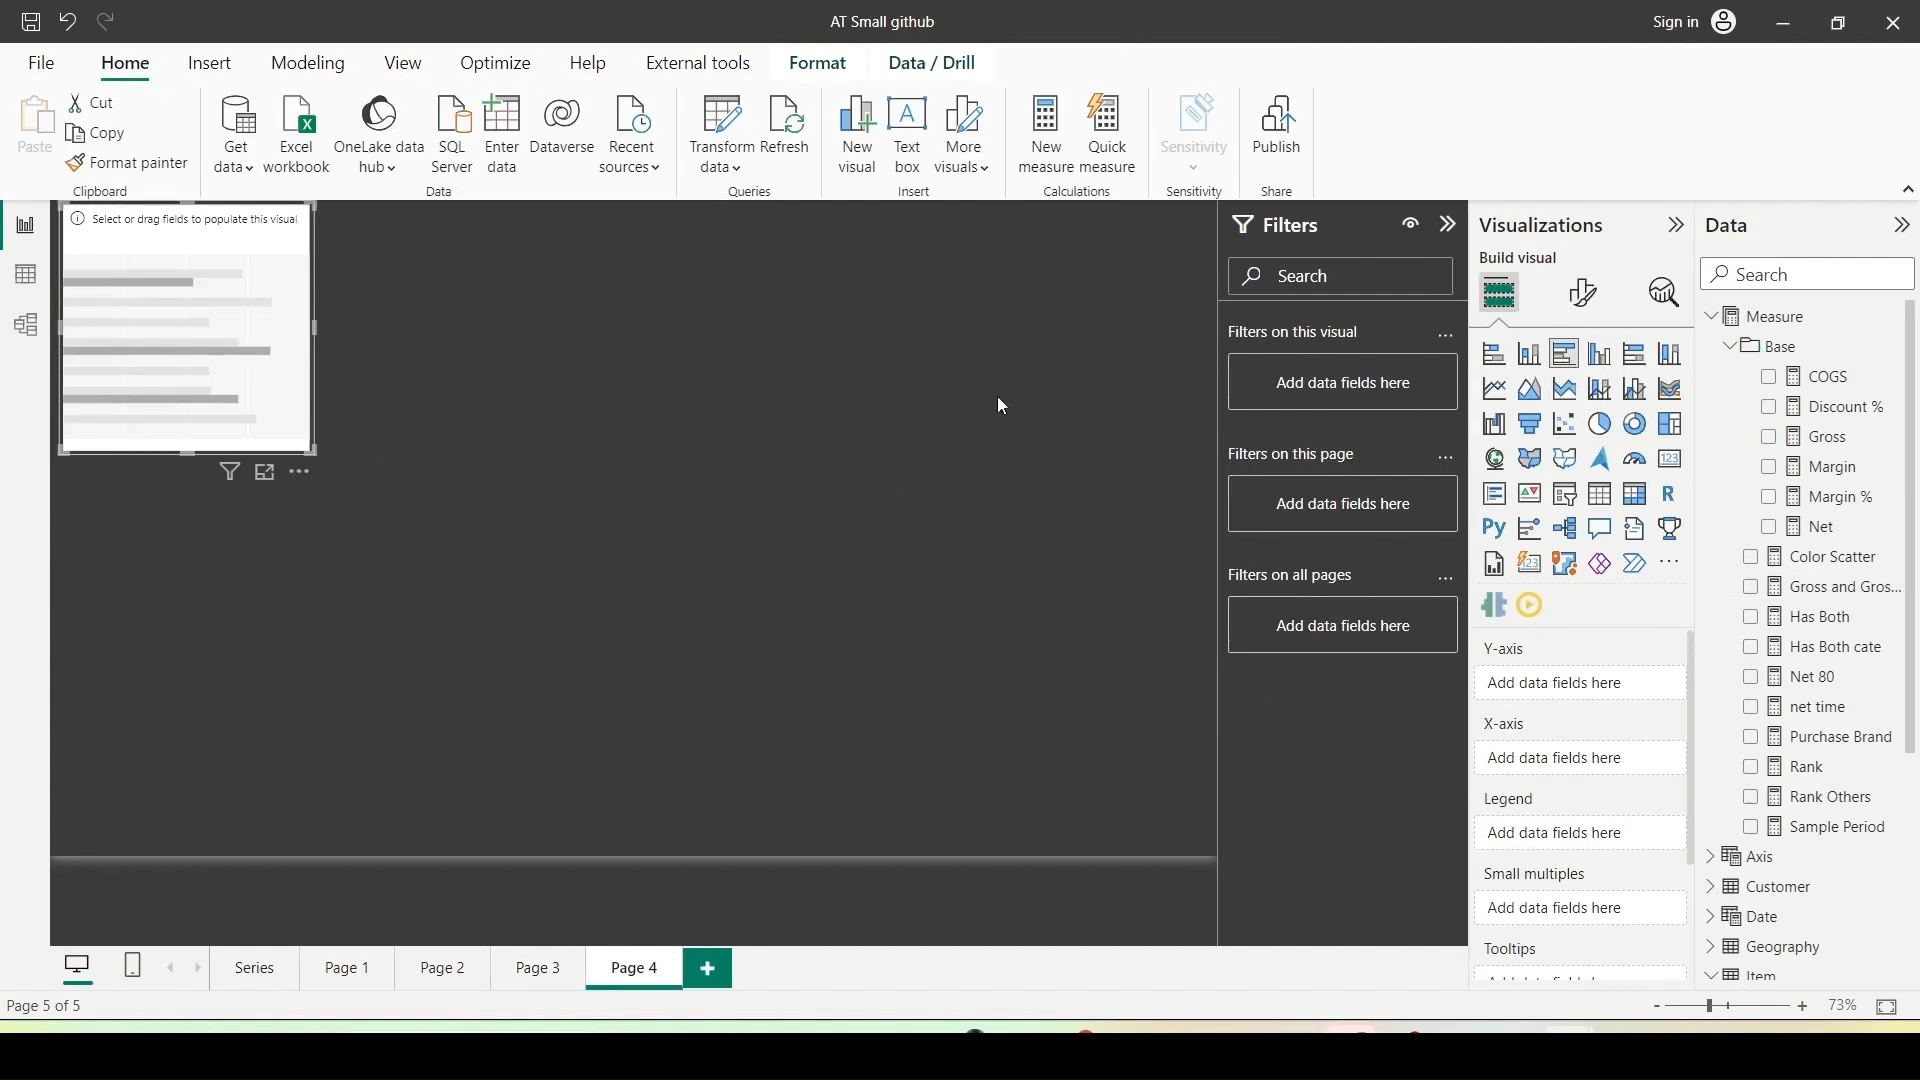 AT Small github
Sign in
File
Home
Insert
Modeling
View
Optimize
Help
External tools
Format
Data / Drill
Paste
Cut
Copy
Format painter
Clipboard
Get
data
Excel
workbook
OneLake data
hub
SQL
Server
Enter
data
Dataverse
Recent
sources
Data
Transform
data
Refresh
Queries
New
visual
Text
box
More
visuals
Insert
New
measure
Quick
measure
Calculations
Sensitivity
Sensitivity
Publish
Share
Select or drag fields to populate this visual
Filters
Search
Filters on this visual
Add data fields here
Filters on this page
Add data fields here
Filters on all pages
Add data fields here
Visualizations
Build visual
123
R
Py
123
Y-axis
Add data fields here
X-axis
Add data fields here
Legend
Add data fields here
Small multiples
Add data fields here
Tooltips
Data
Search
Measure
Base
COGS
Discount %
Gross
Margin
Margin %
Net
Color Scatter
Gross and Gros...
Has Both
Has Both cate
Net 80
net time
Purchase Brand
Rank
Rank Others
Sample Period
Axis
Customer
Date
Geography
Item
Series
Page 1
Page 2
Page 3
Page 4
Page 5 of 5
73%